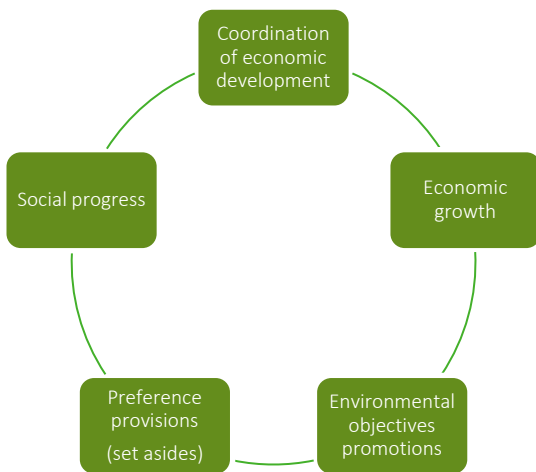 Coordination
of economic
development
Economic
growth
Environmental
objectives
promotions
Preference
provisions
(set asides)
Social progress